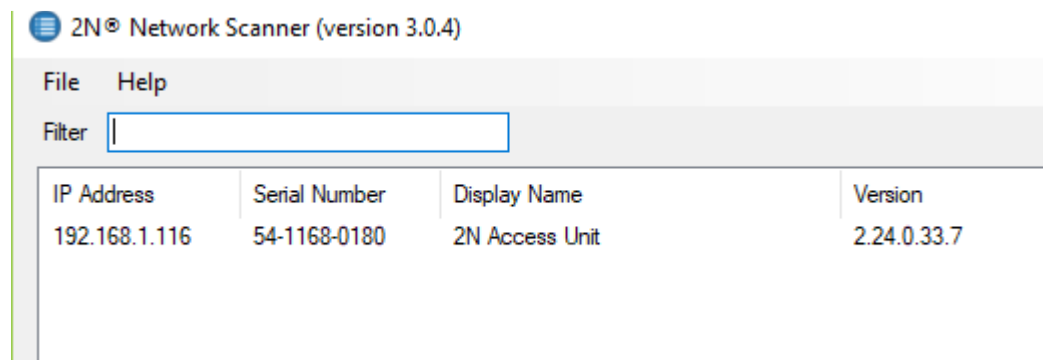 2N® Network Scanner (version 3.0.4)
File Help
Filter
IP Address Serial Number Display Name Version
192.168.1.116 54-1168-0180 2N Access Unit 2.24.0.33.7